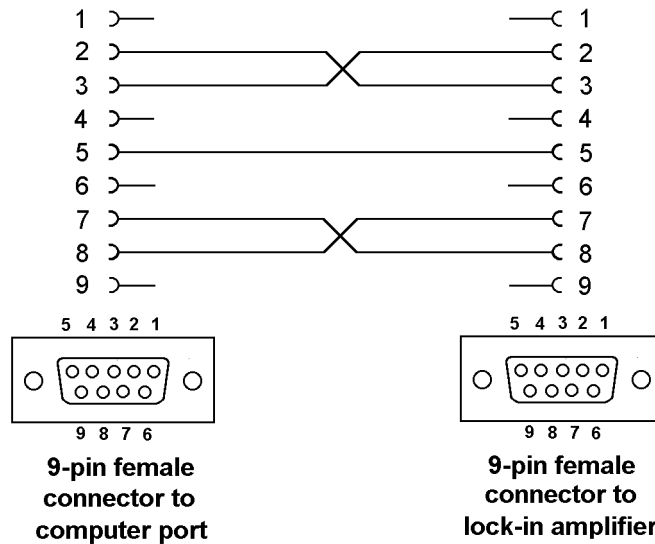 1 1
2 2
3 3
4 4
5 5
6 6
7 7
8 8
9 9
5 4 3 2 1
9 8 7 6
9-pin female
connector to
computer port
5 4 3 2 1
9 8 7 6
9-pin female
connector to
lock-in amplifier